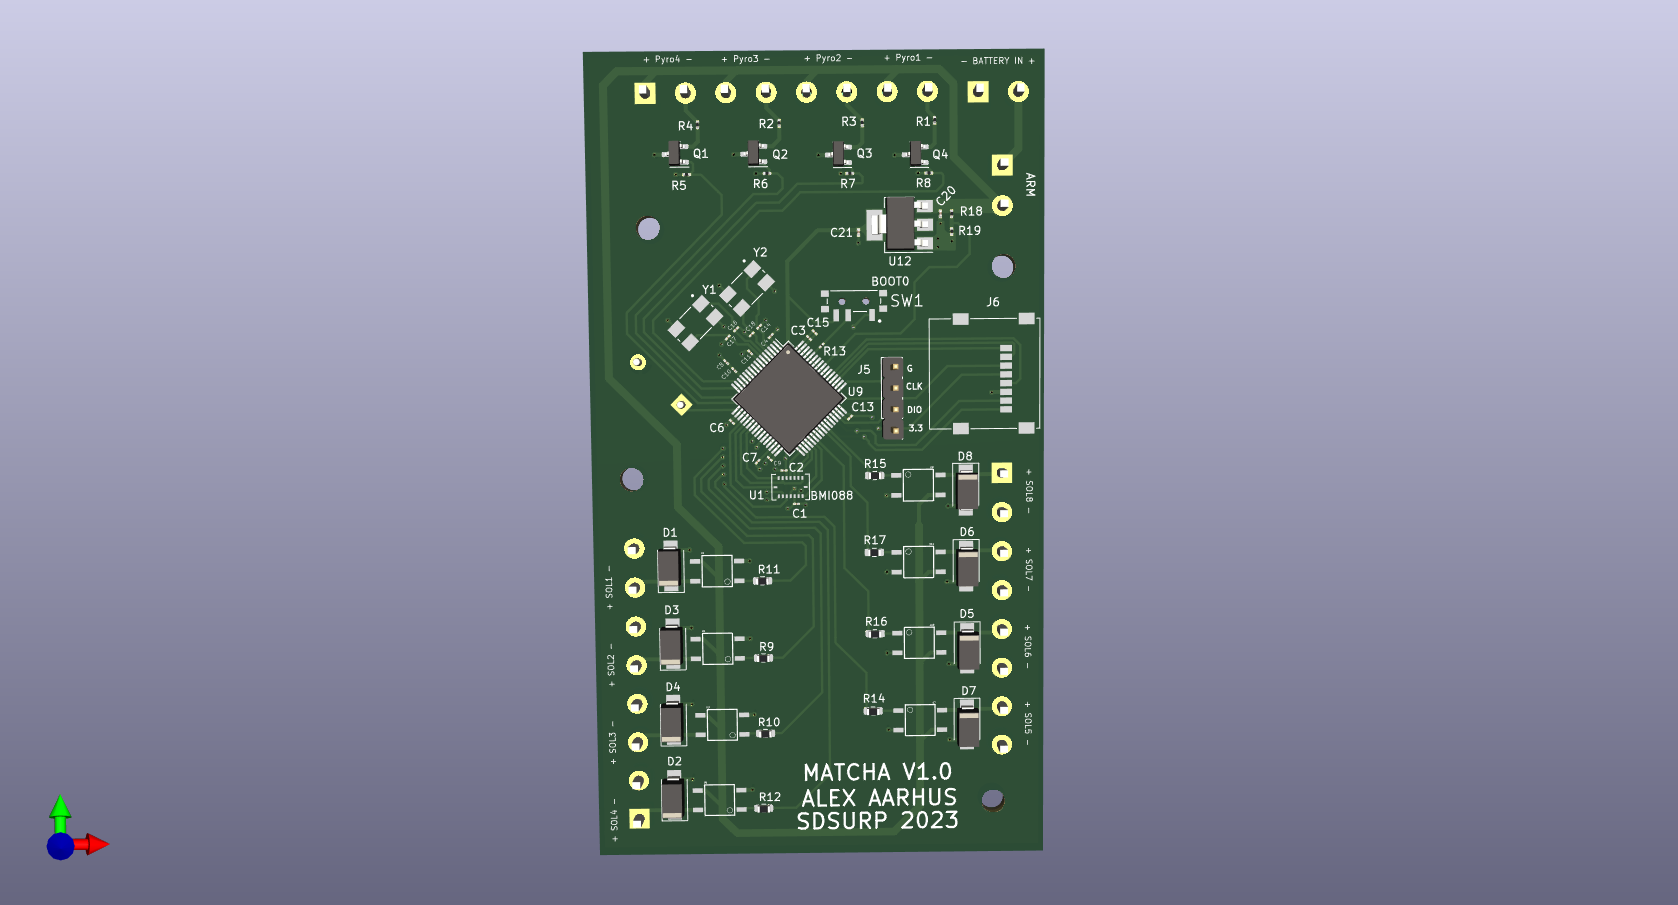 + Pyro4 - + Pyro3 - + Pyro2 - + Pyro1 - - BATTERY IN +
R4 R2 R3 R1
Q1 Q2 Q3 Q4
R5 R6 R7 R8
ARM
C20
R18
C21 R19
U12
Y2
BOOT0
Y1 SW1
J6
C15
C3
R13
J5 G
CLK
U9
C13 DIO
C6 3.3
C7 C2
R15 D8
U1 BMI088
C1
+ SOL8 -
D1 R17 D6
R11
+ SOL7 -
+ SOL1 -
D3 R16 D5
R9
+ SOL6 -
+ SOL2 -
D4 R14 D7
R10
+ SOL5 -
+ SOL3 -
D2
R12
+ SOL4 -
MATCHA V1.0
ALEX AARHUS
SDSURP 2023